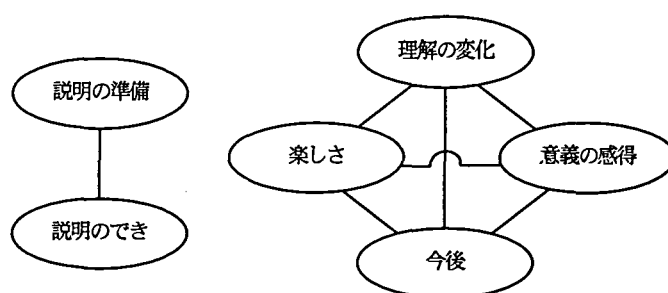 説明の準備
説明のでき
理解の変化
楽しさ
意義の感得
今後